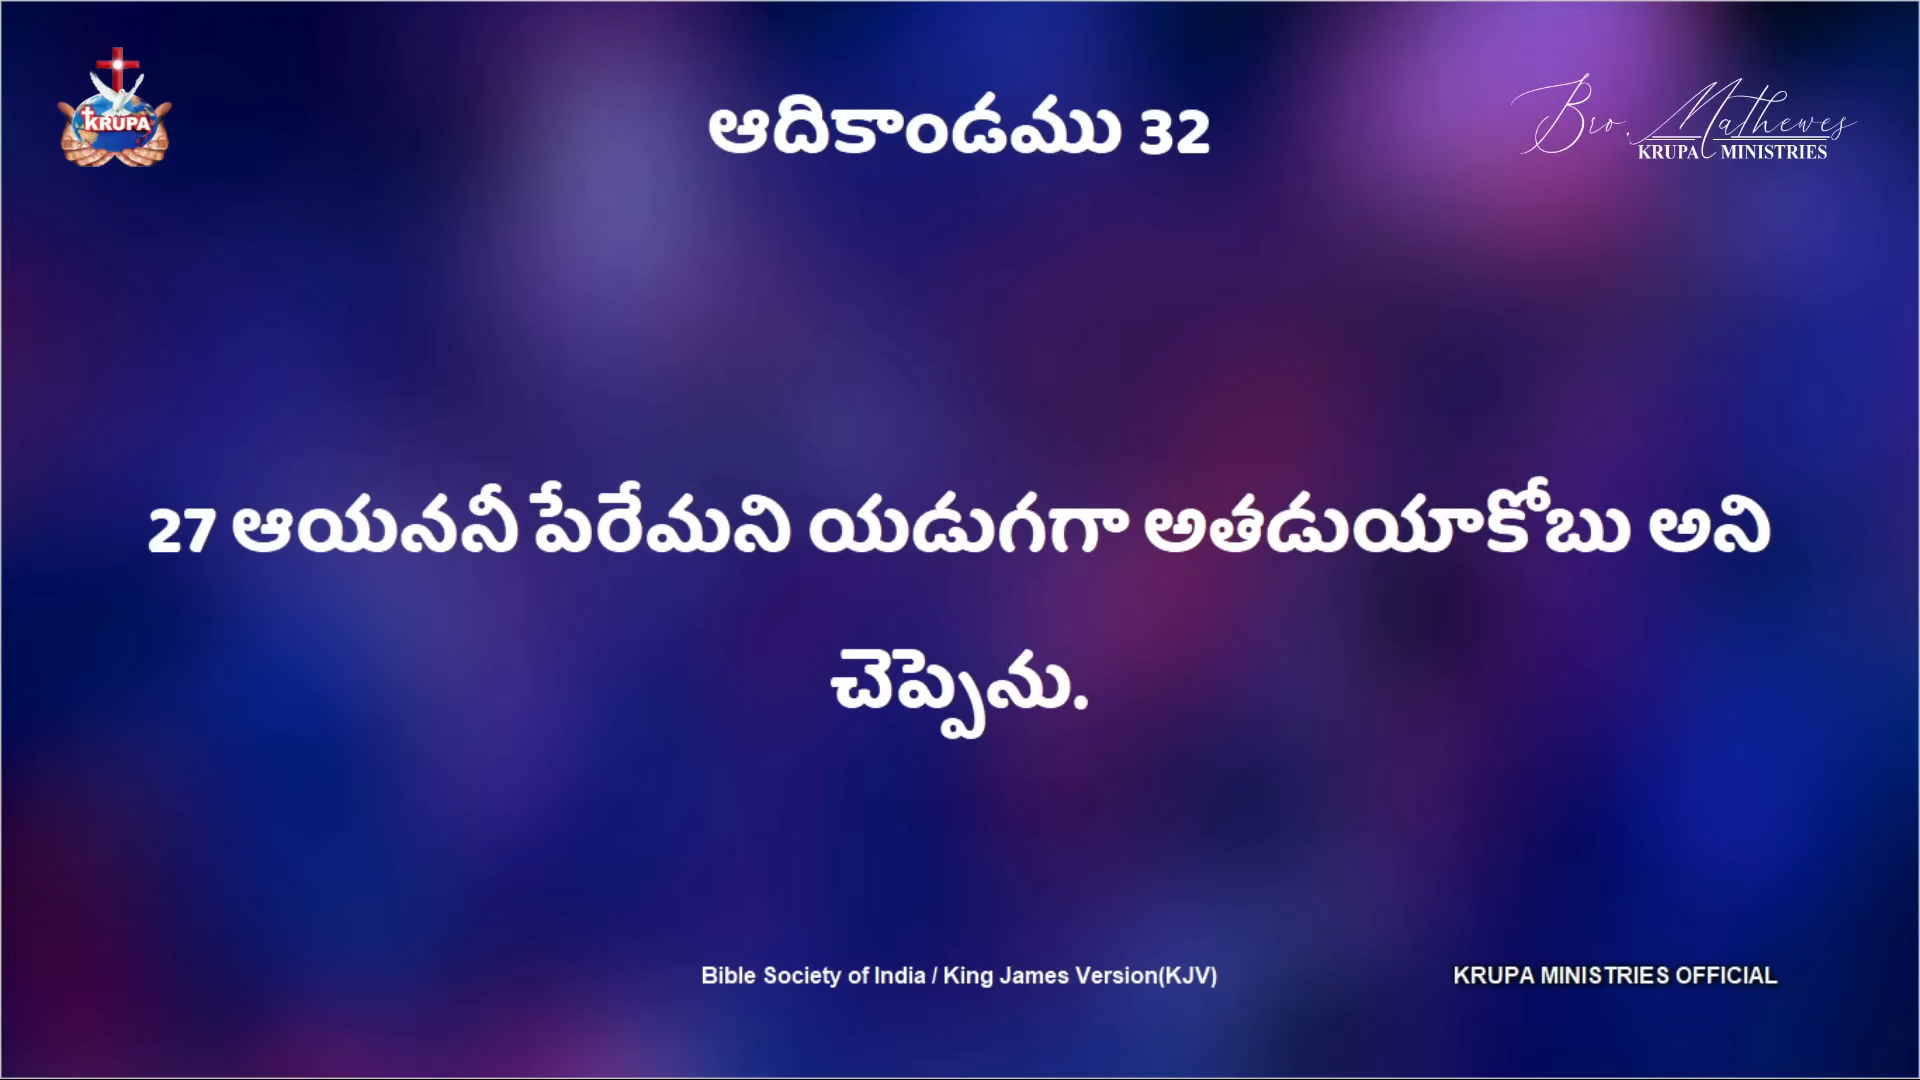 KRUPA
ఆదికాండము 32
Bro. Mathewes
KRUPA MINISTRIES
27 ఆయననీ పేరేమని యడుగగా అతడుయాకోబు అని
చెప్పెను.
Bible Society of India / King James Version(KJV)
KRUPA MINISTRIES OFFICIAL